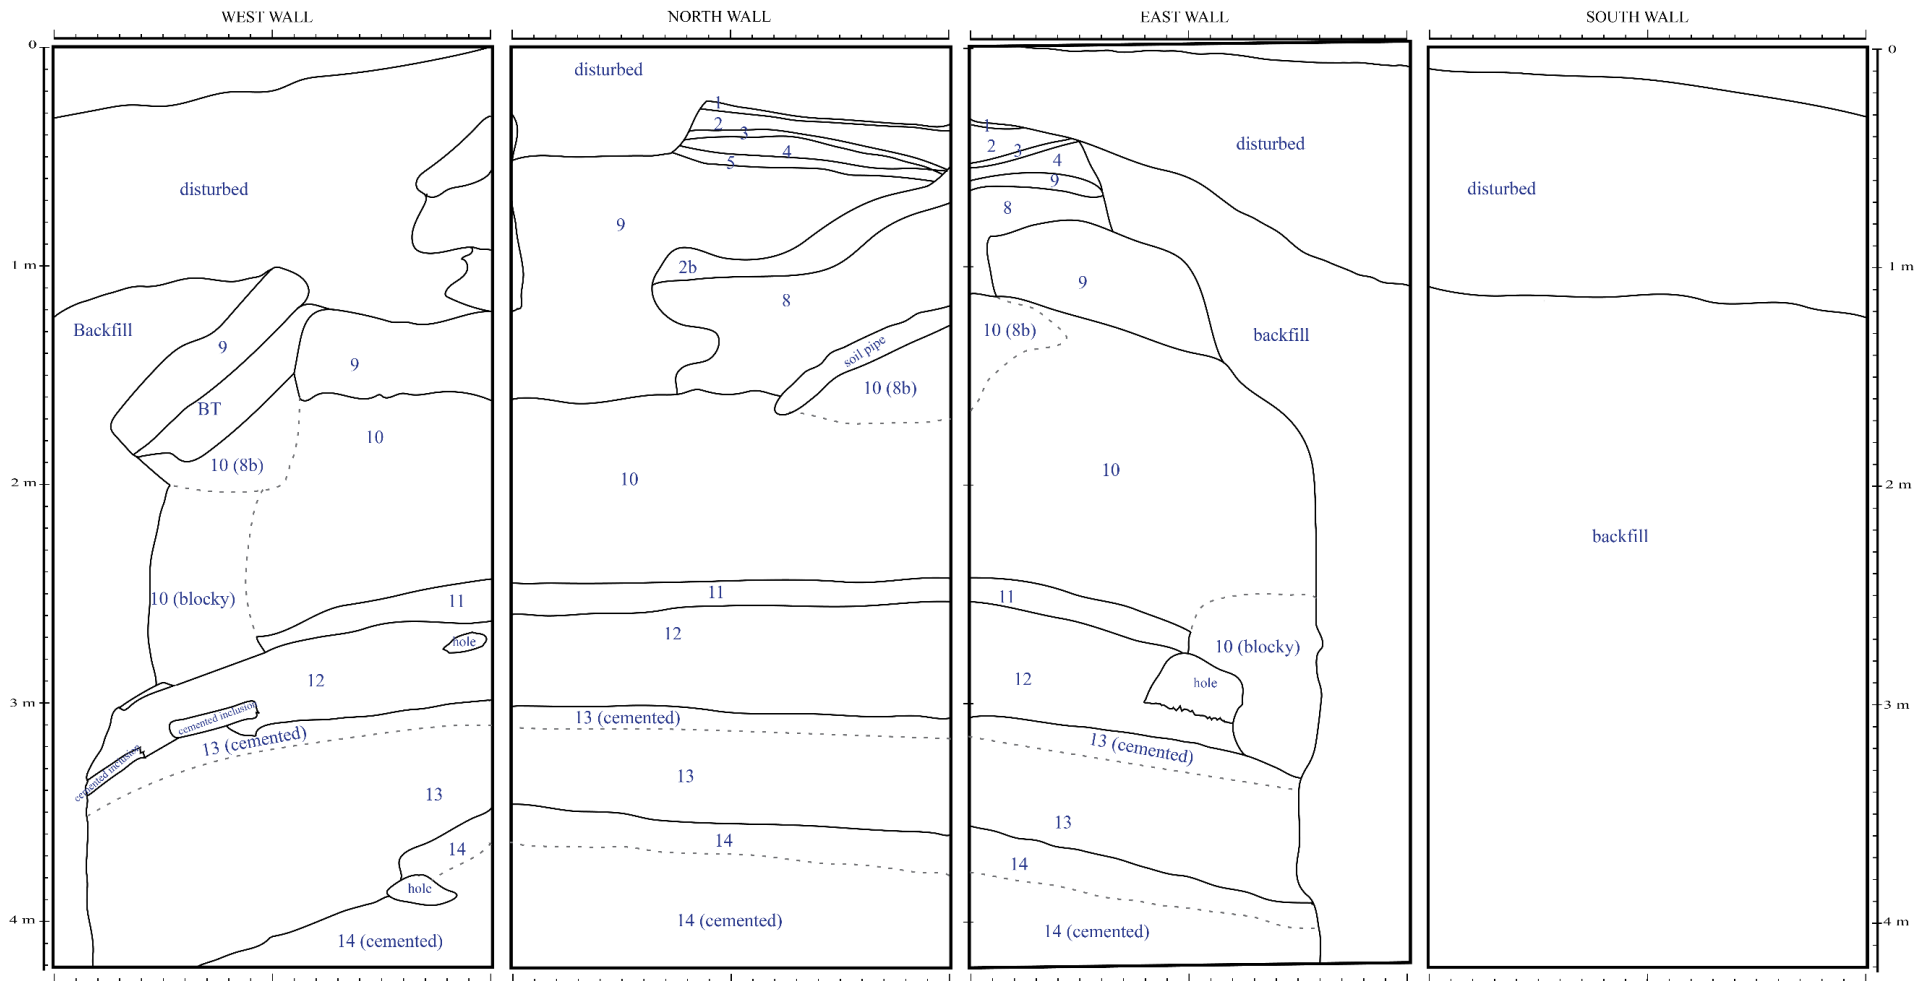 WEST WALL
NORTH WALL
EAST WALL
SOUTH WALL
0
1 m
2 m
3 m
4 m
disturbed
Backfill
9
BT
9
10
10 (8b)
10 (blocky)
11
hole
12
cemented inclusion
cemented inclusion
13 (cemented)
13
14
hole
14 (cemented)
disturbed
1
2
3
4
5
9
2b
8
soil pipe
10 (8b)
10
11
12
13 (cemented)
13
14
14 (cemented)
1
2
3
4
9
8
disturbed
9
10 (8b)
backfill
10
11
10 (blocky)
hole
12
13 (cemented)
13
14
14 (cemented)
disturbed
backfill
0
1 m
2 m
3 m
4 m